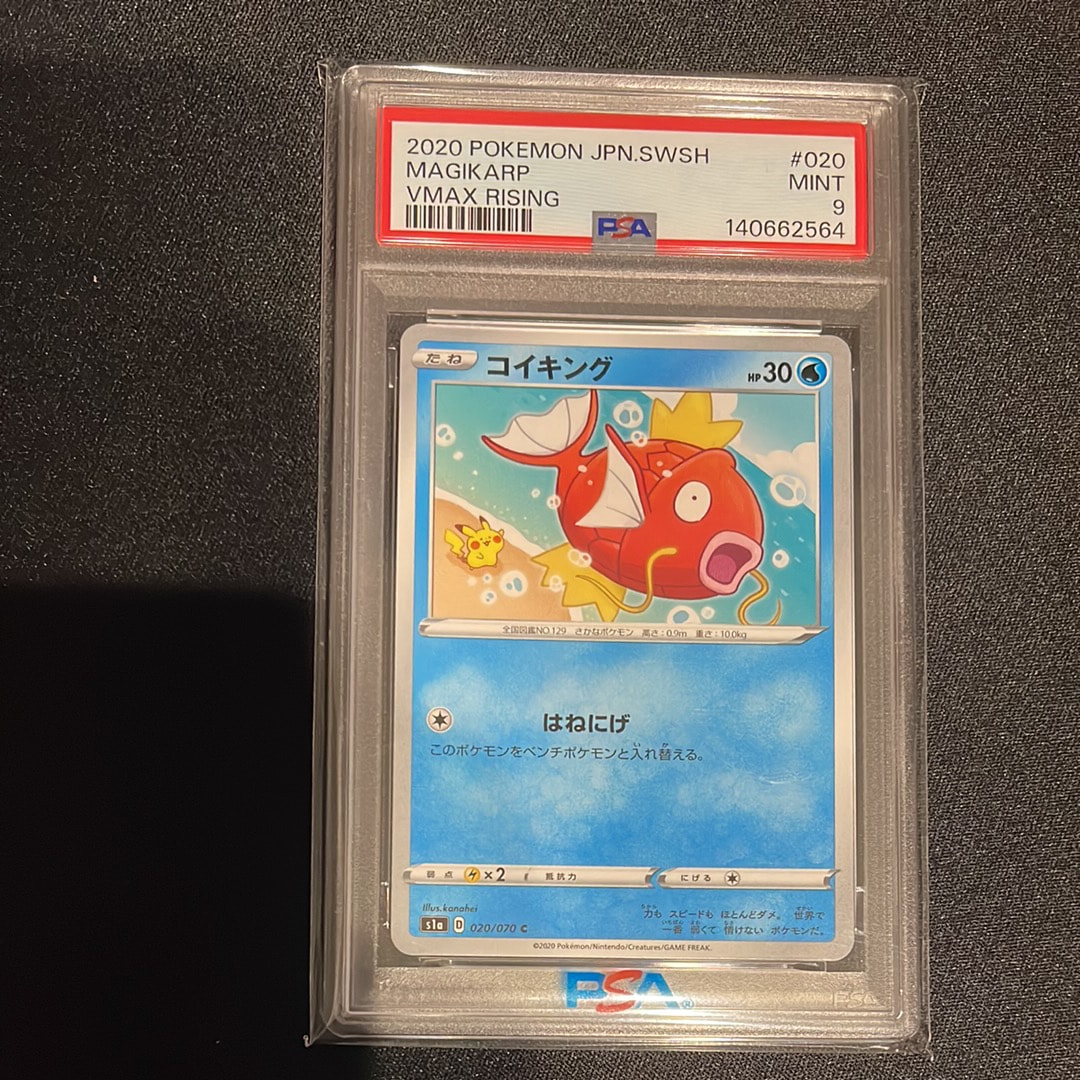 2020 POKEMON JPN.SWSH #020
MAGIKARP MINT
VMAX RISING 9
PSA 140662564
たね コイキング HP 30
全国図鑑NO.129 さかなポケモン 高さ:0.9m 重さ:10.0kg
はねにげ
このポケモンをベンチポケモンと入れ替える。
弱点 ×2 抵抗力 にげる
Illus.kanahei
力も スピードも ほとんどダメ。 世界で
一番 弱くて 情けない ポケモンだ。
s1a D 020/070 C
©2020 Pokémon/Nintendo/Creatures/GAME FREAK.
PSA®
PSA